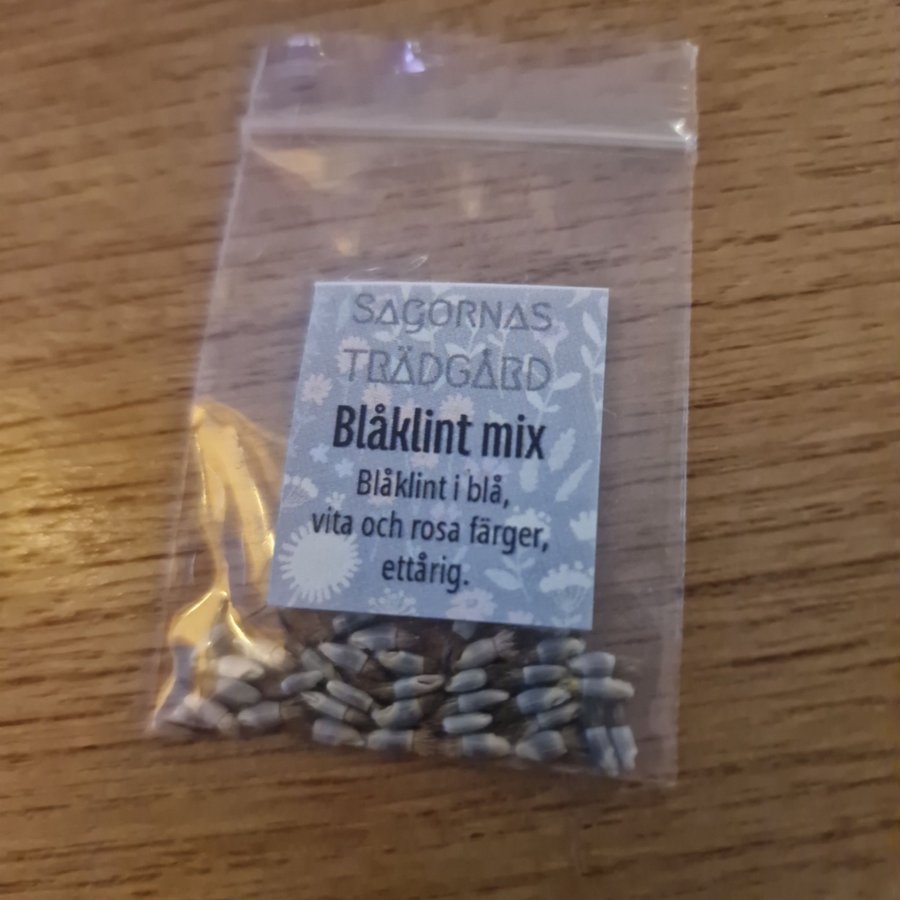 SAGORNAS
TRÄDGÅRD
Blåklint mix
Blåklint i blå,
vita och rosa färger,
ettårig.